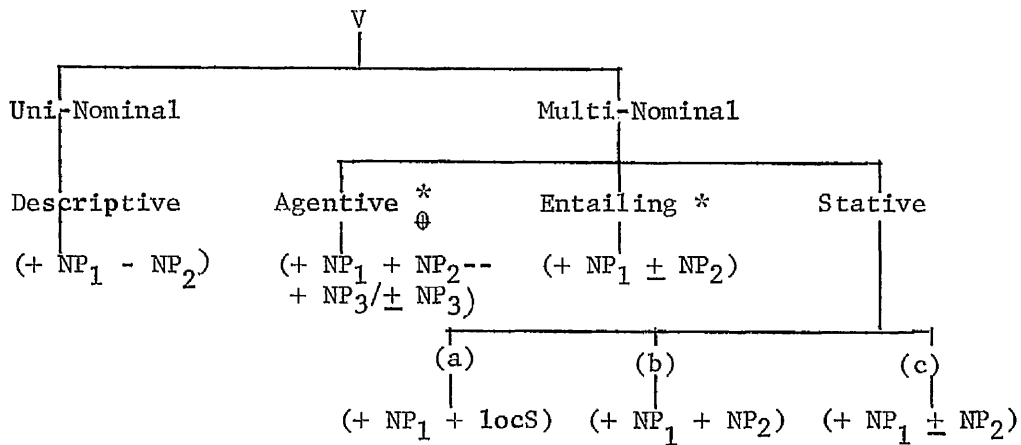 V
Uni-Nominal Multi-Nominal
Descriptive Agentive * Entailing * Stative
θ
(+ NP1 - NP2) (+ NP1 + NP2-- (+ NP1 ± NP2)
+ NP3/± NP3)
(a) (b) (c)
(+ NP1 + locS) (+ NP1 + NP2) (+ NP1 ± NP2)